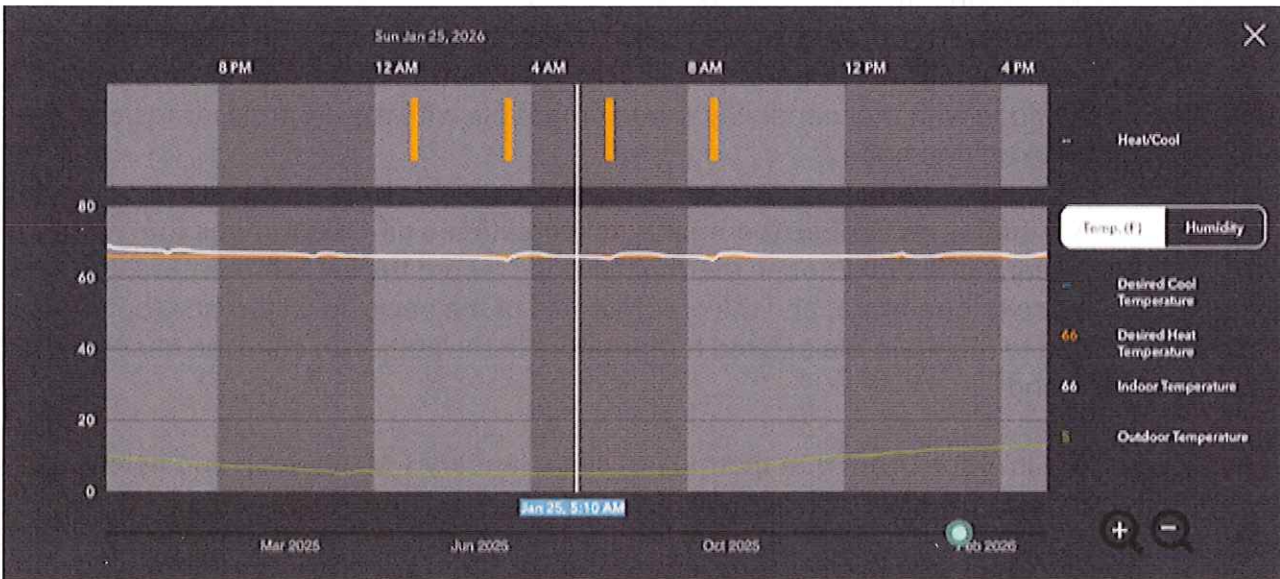 Sun Jan 25, 2026
8 PM 12 AM 4 AM 8 AM 12 PM 4 PM
-- Heat/Cool
80
60
40
20
0
Temp. (F) Humidity
-- Desired Cool
Temperature
66 Desired Heat
Temperature
66 Indoor Temperature
5 Outdoor Temperature
Jan 25, 5:10 AM
Mar 2025 Jun 2025 Oct 2025 Feb 2026